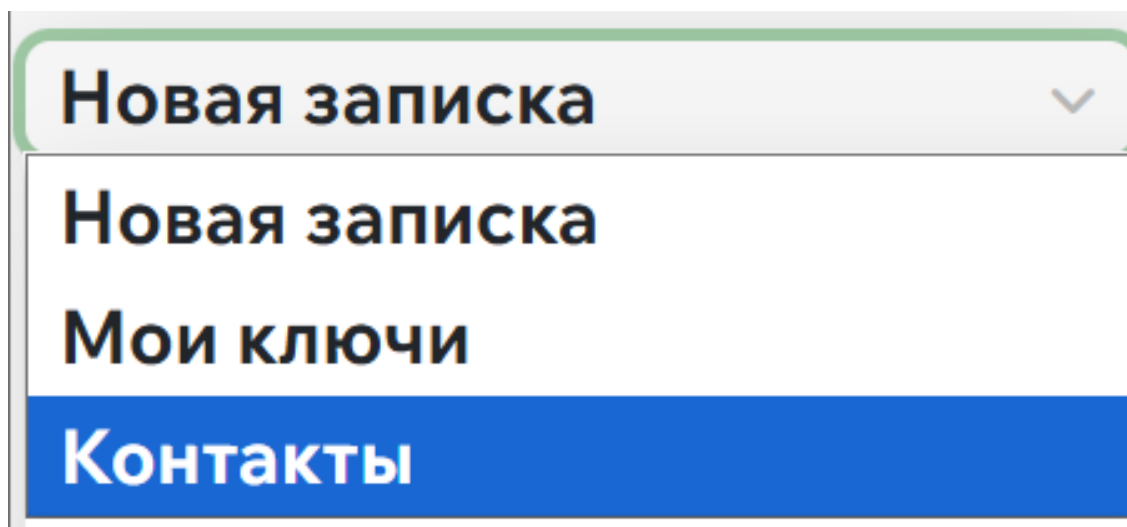 Новая записка
Новая записка
Мои ключи
Контакты